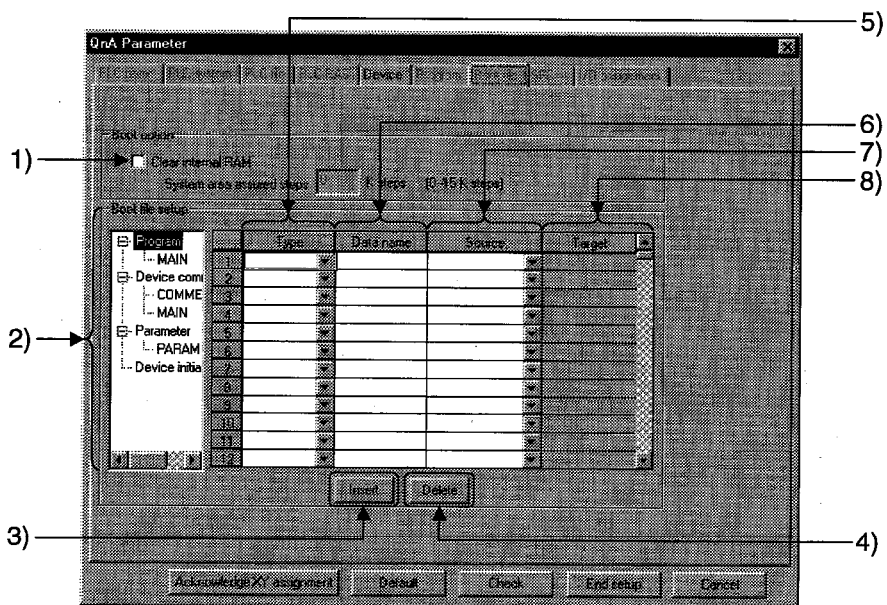 5)
QnA Parameter
Device
6)
Boot option
7)
1)
Clear internal RAM
8)
System area assured steps K steps (0-15 K steps)
Boot file setup
Type Data name Source Target
Program
MAIN
Device com
COMME
MAIN
Parameter
PARAM
Device initia
1
2
3
4
5
6
7
8
9
10
11
12
2)
Insert Delete
3)
4)
Acknowledge XY assignment Default Check End setup Cancel